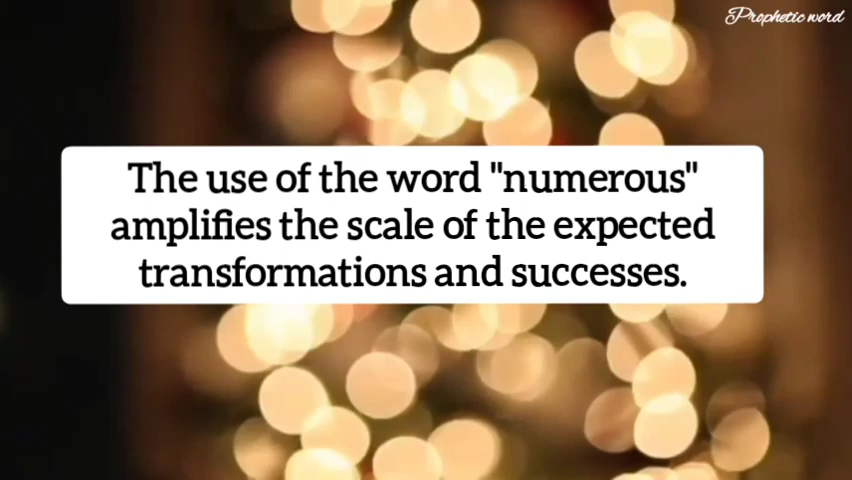 Prophetic word
The use of the word "numerous"
amplifies the scale of the expected
transformations and successes.